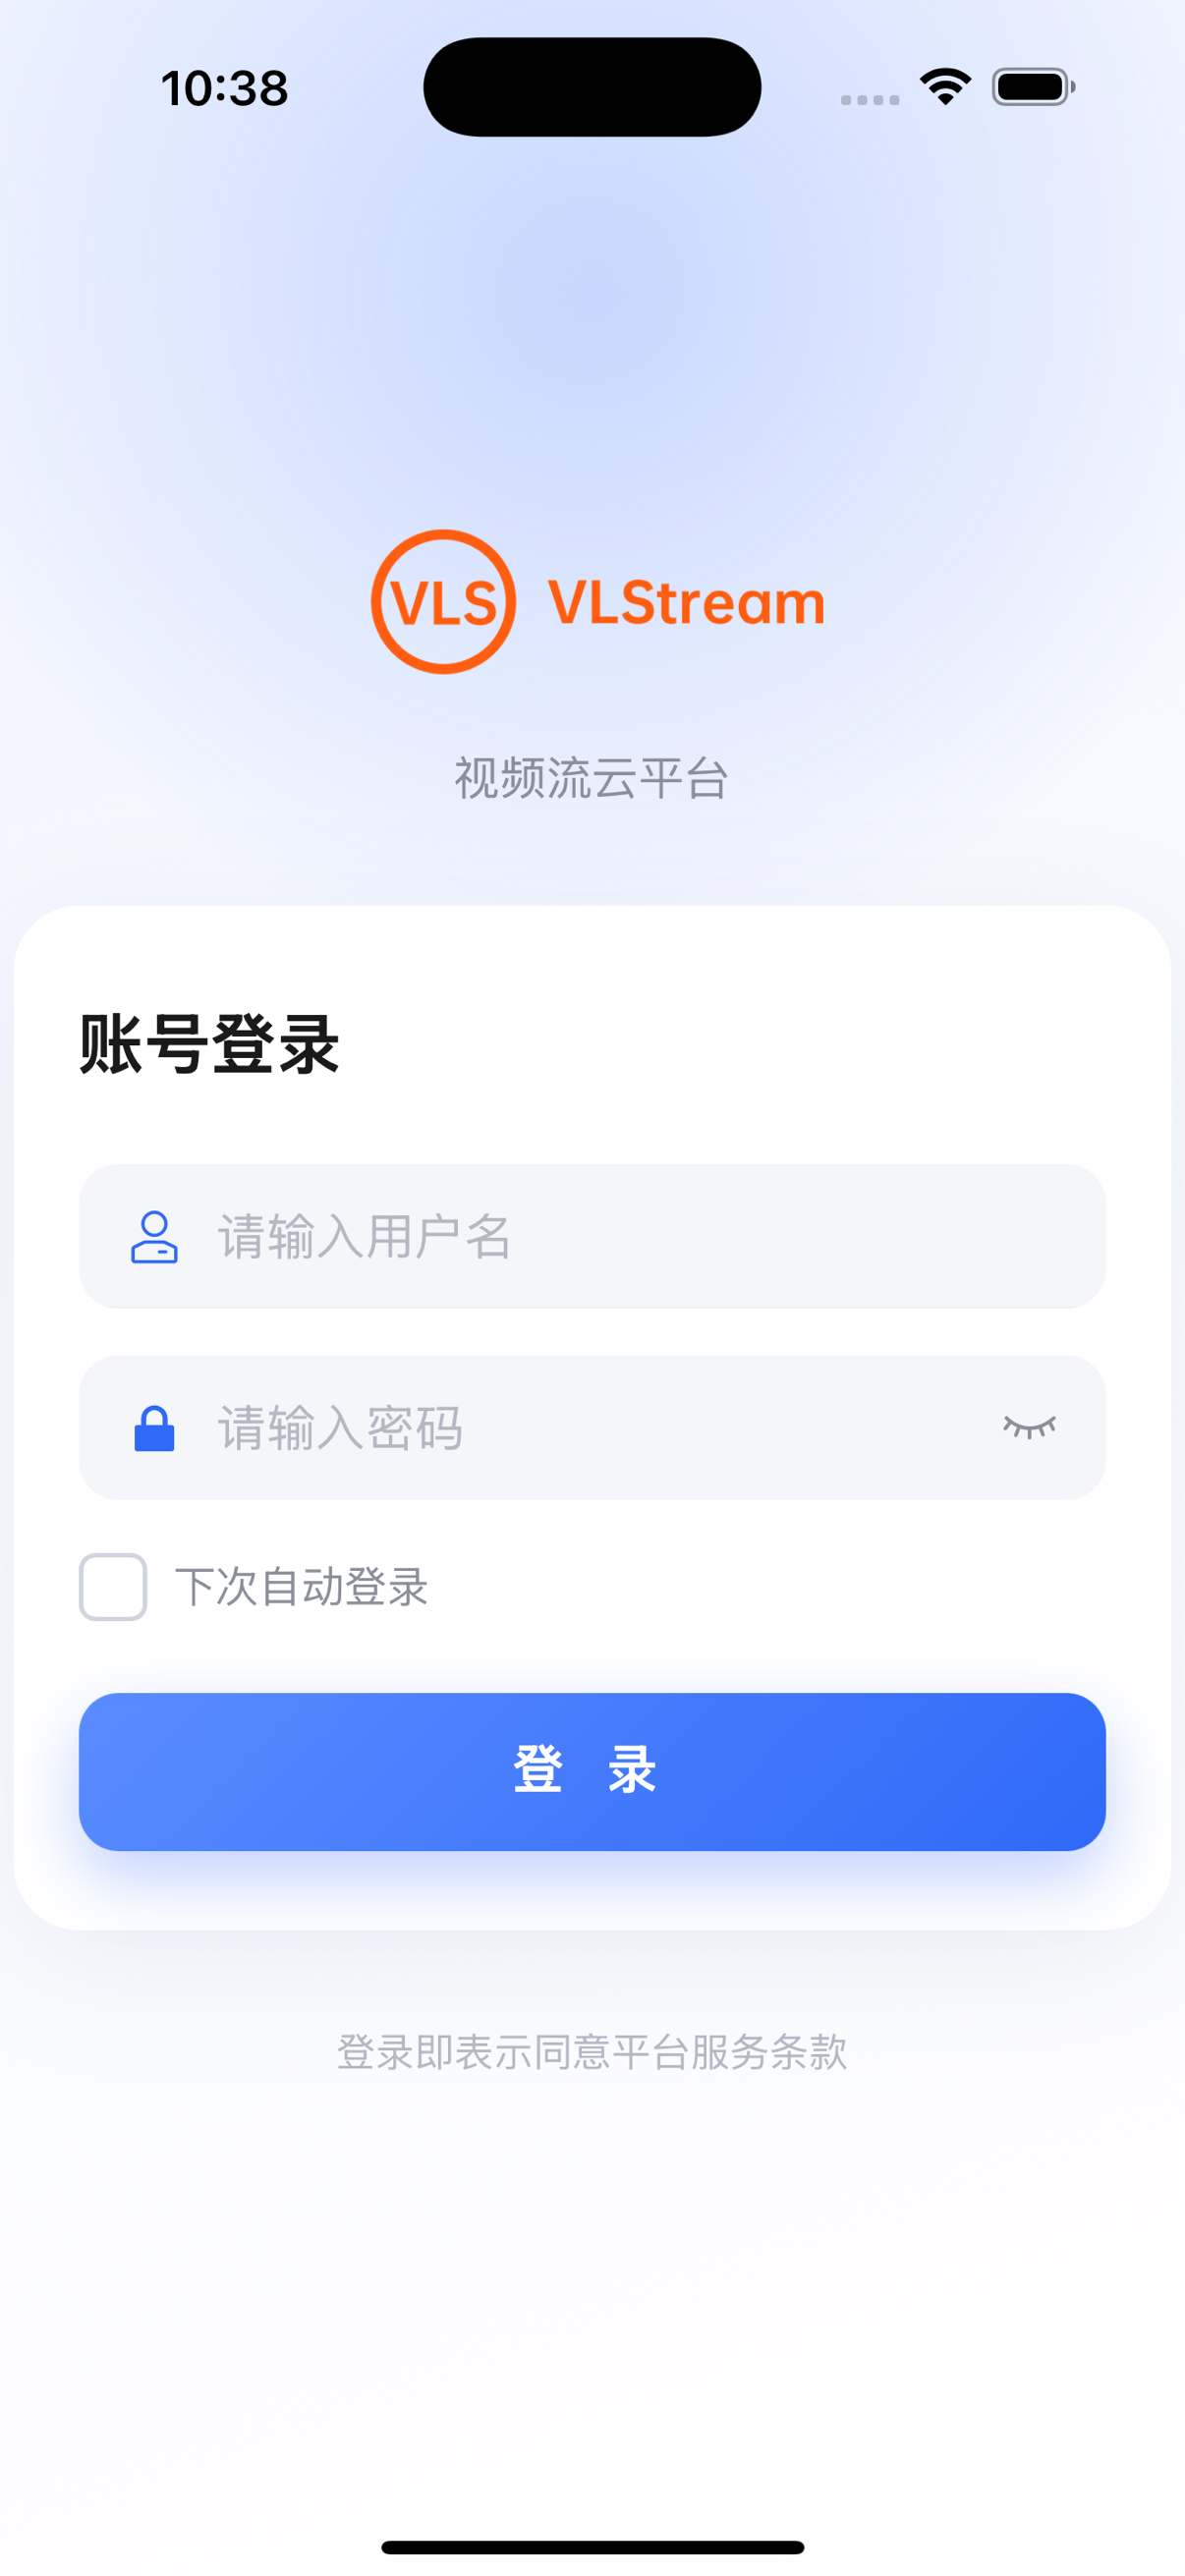 10:38
VLS VLStream
视频流云平台
账号登录
请输入用户名
请输入密码
下次自动登录
登 录
登录即表示同意平台服务条款